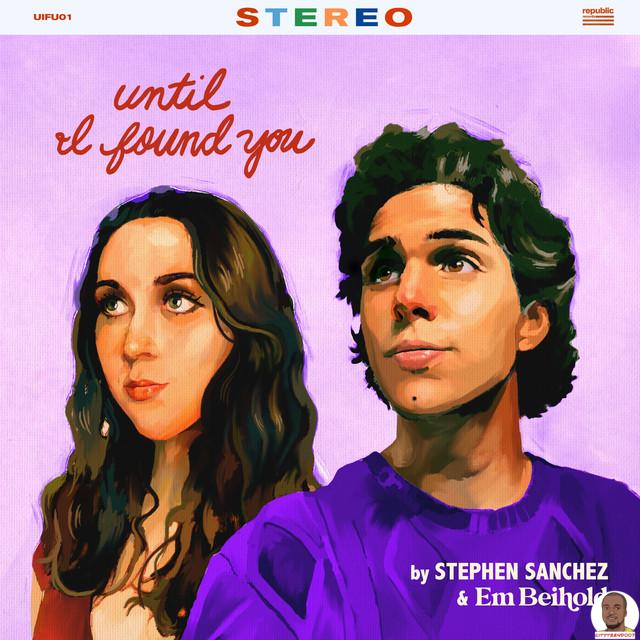 UIFU01
STEREO
republic
until
I found you
by STEPHEN SANCHEZ
& Em Beihold